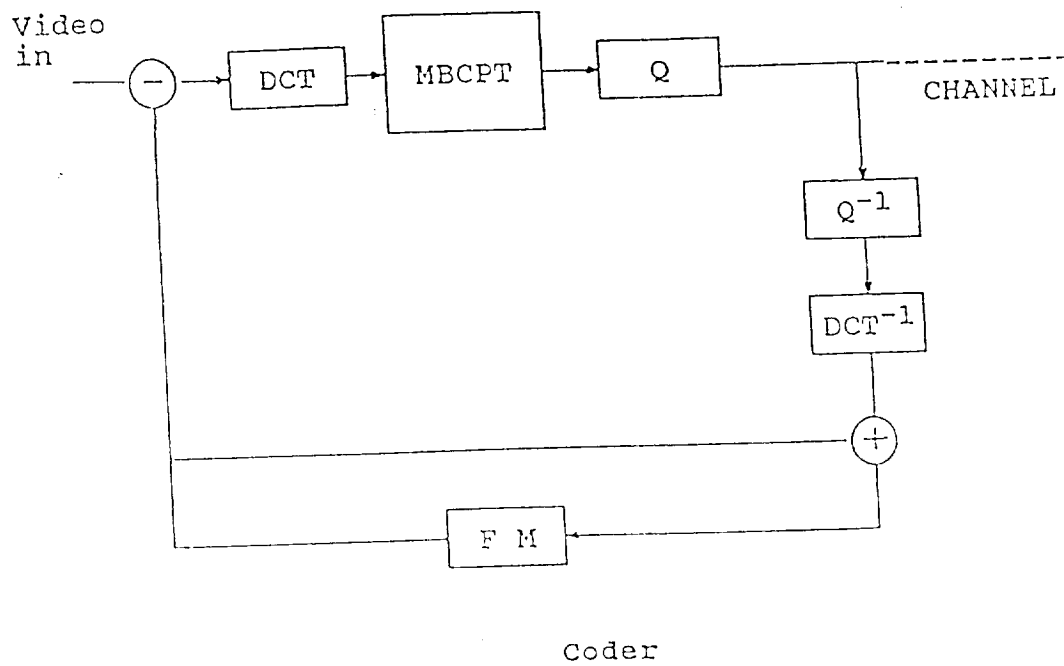 Video
in
−
DCT
MBCPT
Q
CHANNEL
Q⁻¹
DCT⁻¹
+
F M
Coder